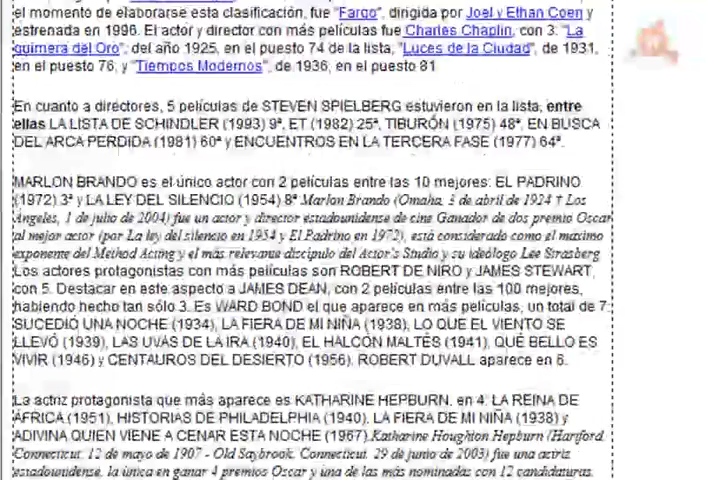 el momento de elaborarse esta clasificación, fue "Fargo", dirigida por Joel y Ethan Coen y
estrenada en 1996. El actor y director con más películas fue Charles Chaplin, con 3: "La
quimera del Oro", del año 1925, en el puesto 74 de la lista; "Luces de la Ciudad", de 1931,
en el puesto 76; y "Tiempos Modernos", de 1936, en el puesto 81
En cuanto a directores, 5 películas de STEVEN SPIELBERG estuvieron en la lista, entre
ellas LA LISTA DE SCHINDLER (1993) 9ª, ET (1982) 25ª, TIBURÓN (1975) 48ª, EN BUSCA
DEL ARCA PERDIDA (1981) 60ª y ENCUENTROS EN LA TERCERA FASE (1977) 64ª.
MARLON BRANDO es el único actor con 2 películas entre las 10 mejores: EL PADRINO
(1972) 3ª y LA LEY DEL SILENCIO (1954) 8ª Marlon Brando (Omaha, 3 de abril de 1924 † Los
Ángeles, 1 de julio de 2004) fue un actor y director estadounidense de cine Ganador de dos premio Oscar
al mejor actor (por La ley del silencio en 1954 y El Padrino en 1972), está considerado como el máximo
exponente del Method Acting y el más relevante discípulo del Actor's Studio y su ideólogo Lee Strasberg
Los actores protagonistas con más películas son ROBERT DE NIRO y JAMES STEWART,
con 5. Destacar en este aspecto a JAMES DEAN, con 2 películas entre las 100 mejores,
habiendo hecho tan sólo 3. Es WARD BOND el que aparece en más películas, un total de 7:
SUCEDIÓ UNA NOCHE (1934), LA FIERA DE MI NIÑA (1938), LO QUE EL VIENTO SE
LLEVÓ (1939), LAS UVAS DE LA IRA (1940), EL HALCÓN MALTÉS (1941), QUÉ BELLO ES
VIVIR (1946) y CENTAUROS DEL DESIERTO (1956). ROBERT DUVALL aparece en 6.
La actriz protagonista que más aparece es KATHARINE HEPBURN, en 4: LA REINA DE
ÁFRICA (1951), HISTORIAS DE PHILADELPHIA (1940), LA FIERA DE MI NIÑA (1938) y
ADIVINA QUIEN VIENE A CENAR ESTA NOCHE (1967).Katharine Houghton Hepburn (Hartford,
Connecticut, 12 de mayo de 1907 - Old Saybrook, Connecticut, 29 de junio de 2003) fue una actriz
estadounidense, la única en ganar 4 premios Oscar y una de las más nominadas con 12 candidaturas.